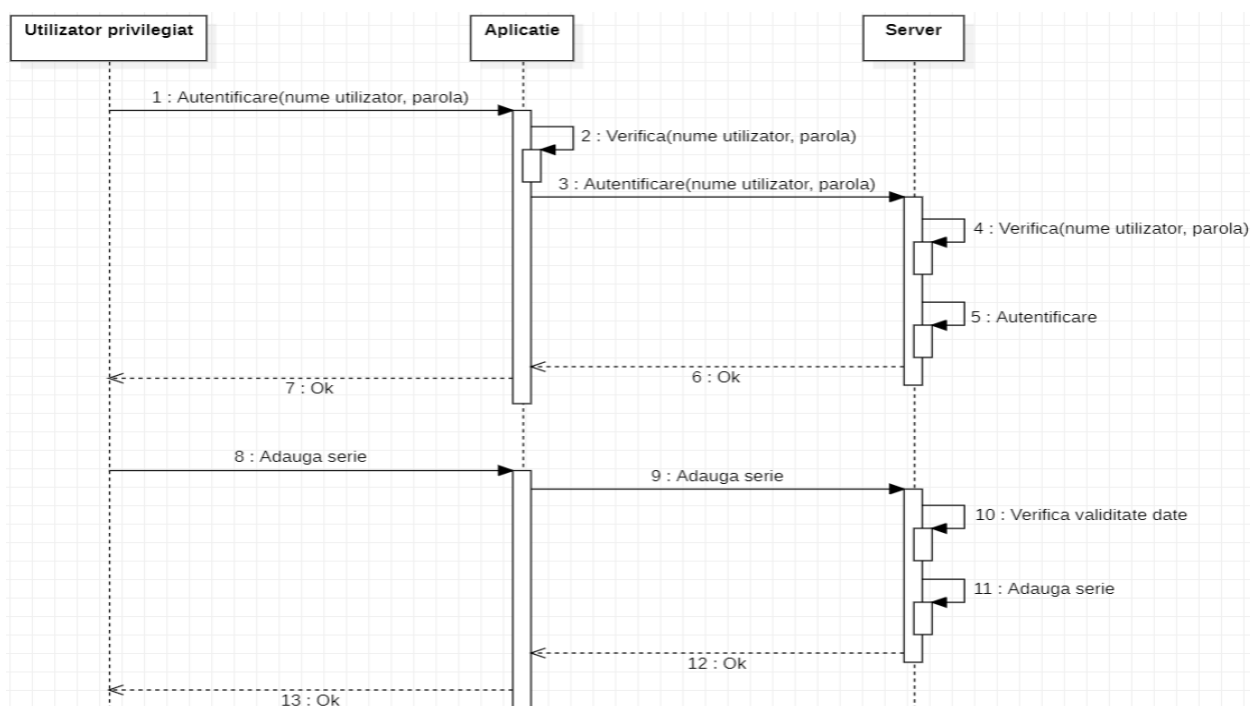 Utilizator privilegiat
Aplicatie
Server
1 : Autentificare(nume utilizator, parola)
2 : Verifica(nume utilizator, parola)
3 : Autentificare(nume utilizator, parola)
4 : Verifica(nume utilizator, parola)
5 : Autentificare
6 : Ok
7 : Ok
8 : Adauga serie
9 : Adauga serie
10 : Verifica validitate date
11 : Adauga serie
12 : Ok
13 : Ok